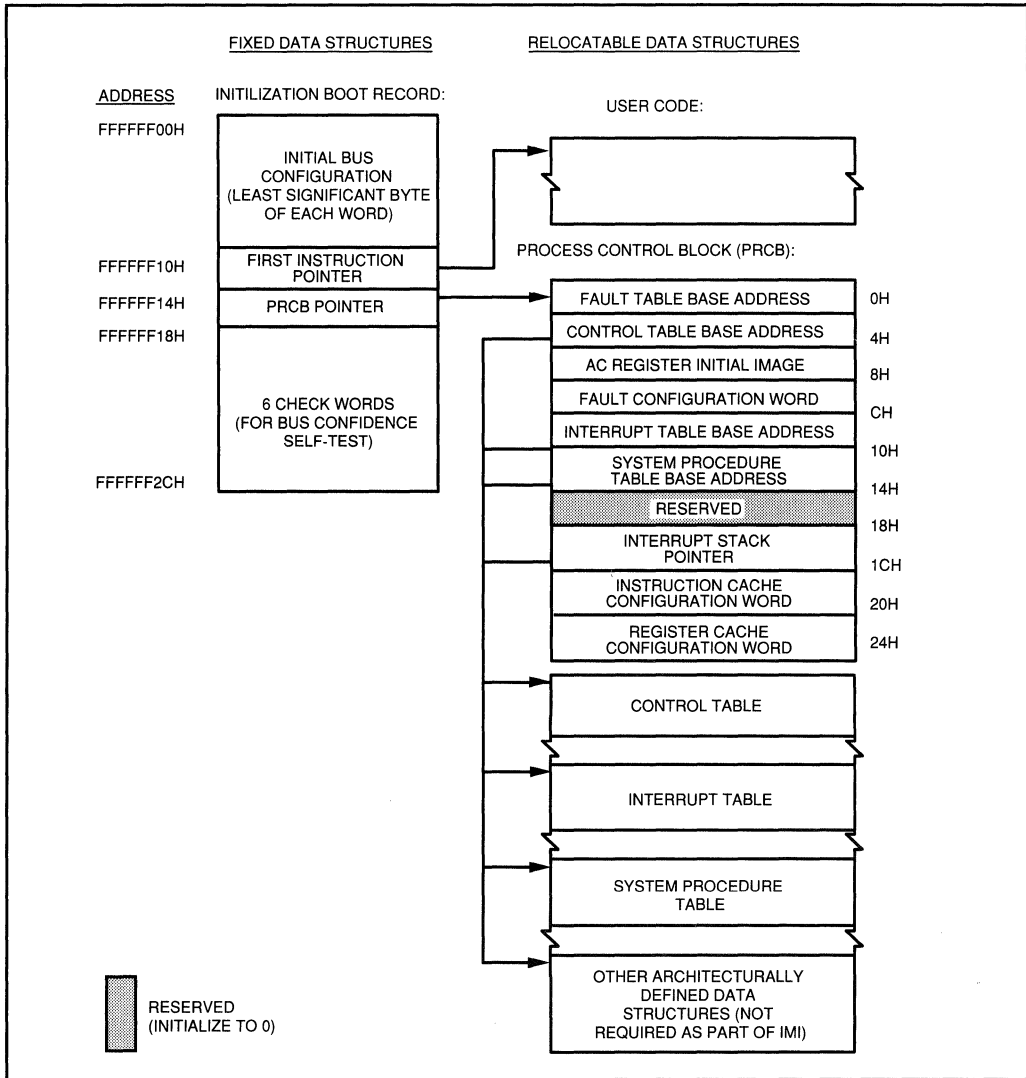 FIXED DATA STRUCTURES
RELOCATABLE DATA STRUCTURES
ADDRESS
INITILIZATION BOOT RECORD:
USER CODE:
FFFFFF00H
INITIAL BUS
CONFIGURATION
(LEAST SIGNIFICANT BYTE
OF EACH WORD)
FFFFFF10H
FIRST INSTRUCTION
POINTER
FFFFFF14H
PRCB POINTER
FFFFFF18H
6 CHECK WORDS
(FOR BUS CONFIDENCE
SELF-TEST)
FFFFFF2CH
PROCESS CONTROL BLOCK (PRCB):
FAULT TABLE BASE ADDRESS
0H
CONTROL TABLE BASE ADDRESS
4H
AC REGISTER INITIAL IMAGE
8H
FAULT CONFIGURATION WORD
CH
INTERRUPT TABLE BASE ADDRESS
10H
SYSTEM PROCEDURE
TABLE BASE ADDRESS
14H
RESERVED
18H
INTERRUPT STACK
POINTER
1CH
INSTRUCTION CACHE
CONFIGURATION WORD
20H
REGISTER CACHE
CONFIGURATION WORD
24H
CONTROL TABLE
INTERRUPT TABLE
SYSTEM PROCEDURE
TABLE
OTHER ARCHITECTURALLY
DEFINED DATA
STRUCTURES (NOT
REQUIRED AS PART OF IMI)
RESERVED
(INITIALIZE TO 0)